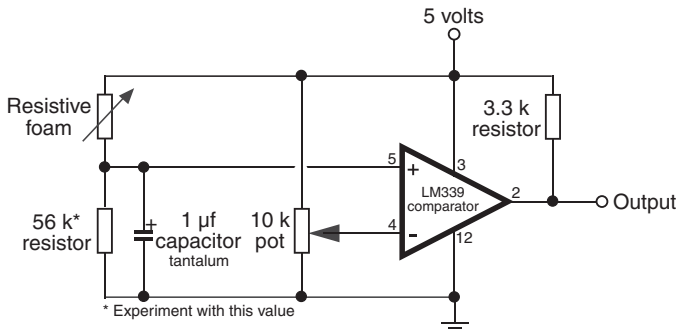 5 volts
Resistive
foam
3.3 k
resistor
5
+
3
LM339
comparator
2
Output
56 k*
resistor
+
1 µf
capacitor
tantalum
10 k
pot
4
-
12
* Experiment with this value